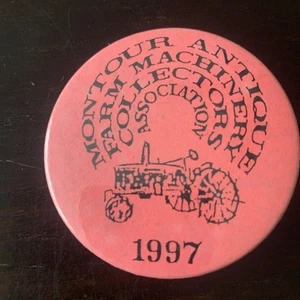 MONTOUR ANTIQUE
FARM MACHINERY
COLLECTORS
ASSOCIATION
1997